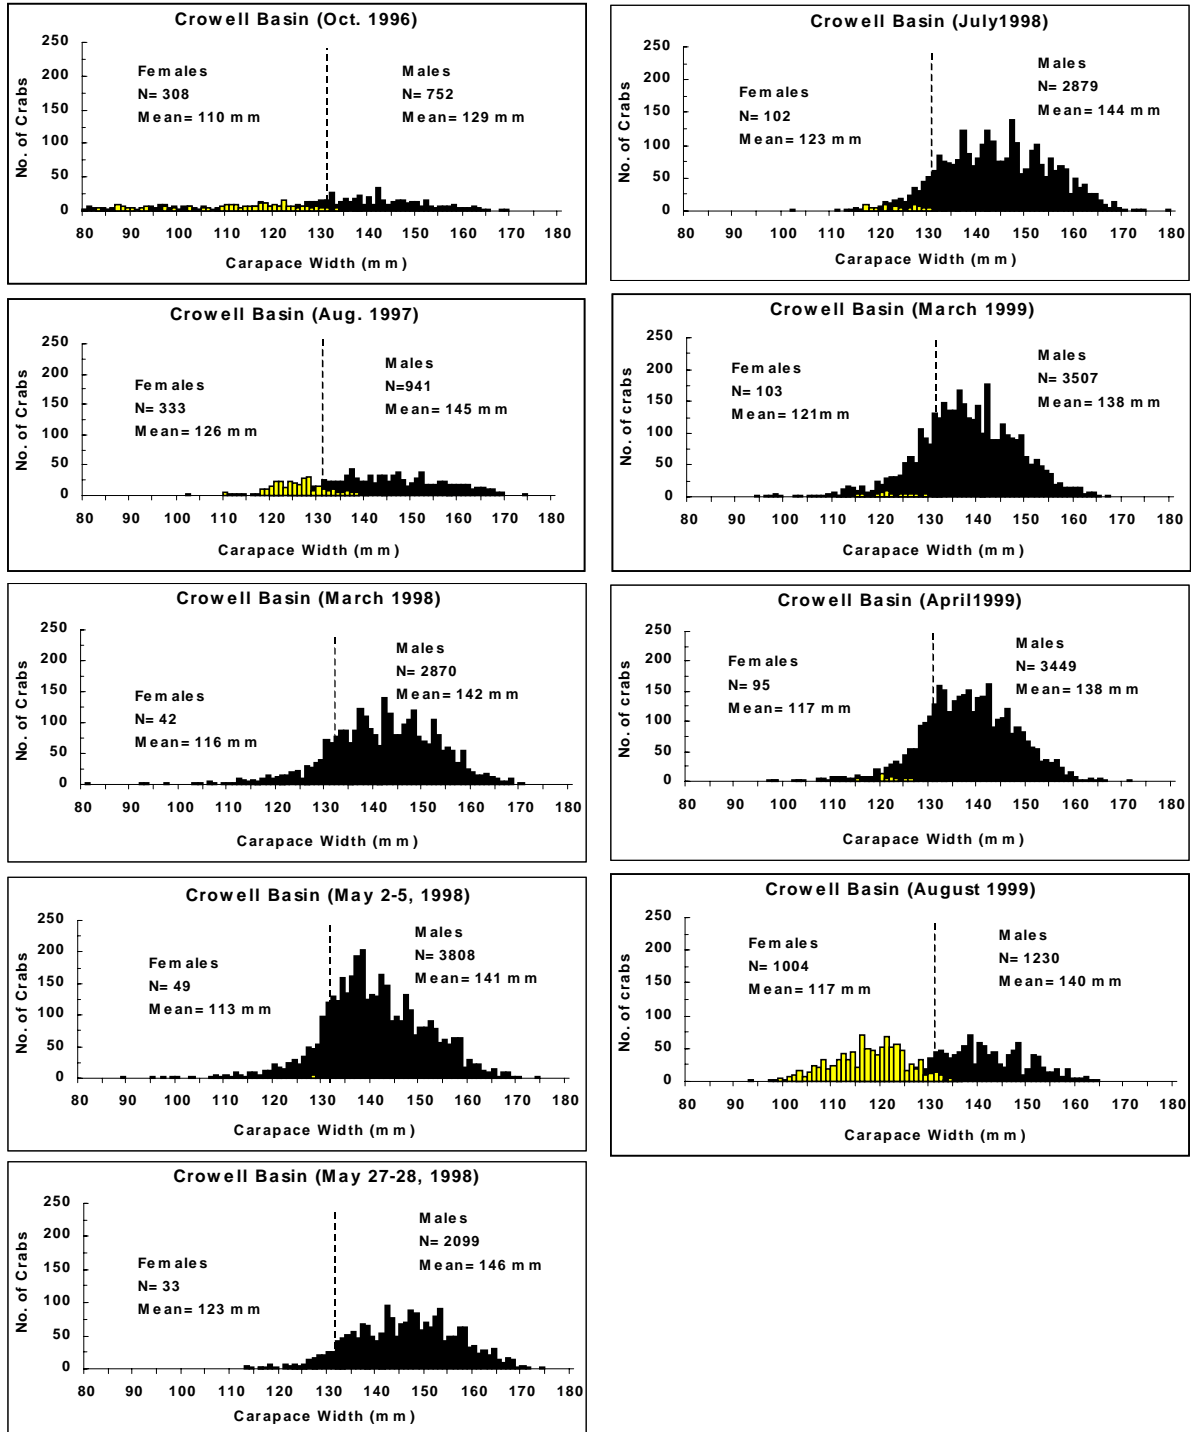 Crowell Basin (Oct. 1996)
250
200
150
100
50
0
No. of Crabs
Females
N= 308
Mean= 110 mm
Males
N= 752
Mean= 129 mm
80 90 100 110 120 130 140 150 160 170 180
Carapace Width (mm)
Crowell Basin (Aug. 1997)
250
200
150
100
50
0
No. of Crabs
Females
N= 333
Mean= 126 mm
Males
N=941
Mean= 145 mm
80 90 100 110 120 130 140 150 160 170 180
Carapace Width (mm)
Crowell Basin (March 1998)
250
200
150
100
50
0
No. of Crabs
Females
N= 42
Mean= 116 mm
Males
N= 2870
Mean= 142 mm
80 90 100 110 120 130 140 150 160 170 180
Carapace Width (mm)
Crowell Basin (May 2-5, 1998)
250
200
150
100
50
0
No. of Crabs
Females
N= 49
Mean= 113 mm
Males
N= 3808
Mean= 141 mm
80 90 100 110 120 130 140 150 160 170 180
Carapace Width (mm)
Crowell Basin (May 27-28, 1998)
250
200
150
100
50
0
No. of Crabs
Females
N= 33
Mean= 123 mm
Males
N= 2099
Mean= 146 mm
80 90 100 110 120 130 140 150 160 170 180
Carapace Width (mm)
Crowell Basin (July1998)
250
200
150
100
50
0
No. of Crabs
Females
N= 102
Mean= 123 mm
Males
N= 2879
Mean= 144 mm
80 90 100 110 120 130 140 150 160 170 180
Carapace Width (mm)
Crowell Basin (March 1999)
250
200
150
100
50
0
No. of crabs
Females
N= 103
Mean= 121mm
Males
N= 3507
Mean= 138 mm
80 90 100 110 120 130 140 150 160 170 180
Carapace Width (mm)
Crowell Basin (April1999)
250
200
150
100
50
0
No. of crabs
Females
N= 95
Mean= 117 mm
Males
N= 3449
Mean= 138 mm
80 90 100 110 120 130 140 150 160 170 180
Carapace Width (mm)
Crowell Basin (August 1999)
250
200
150
100
50
0
No. of crabs
Females
N= 1004
Mean= 117 mm
Males
N= 1230
Mean= 140 mm
80 90 100 110 120 130 140 150 160 170 180
Carapace Width (mm)